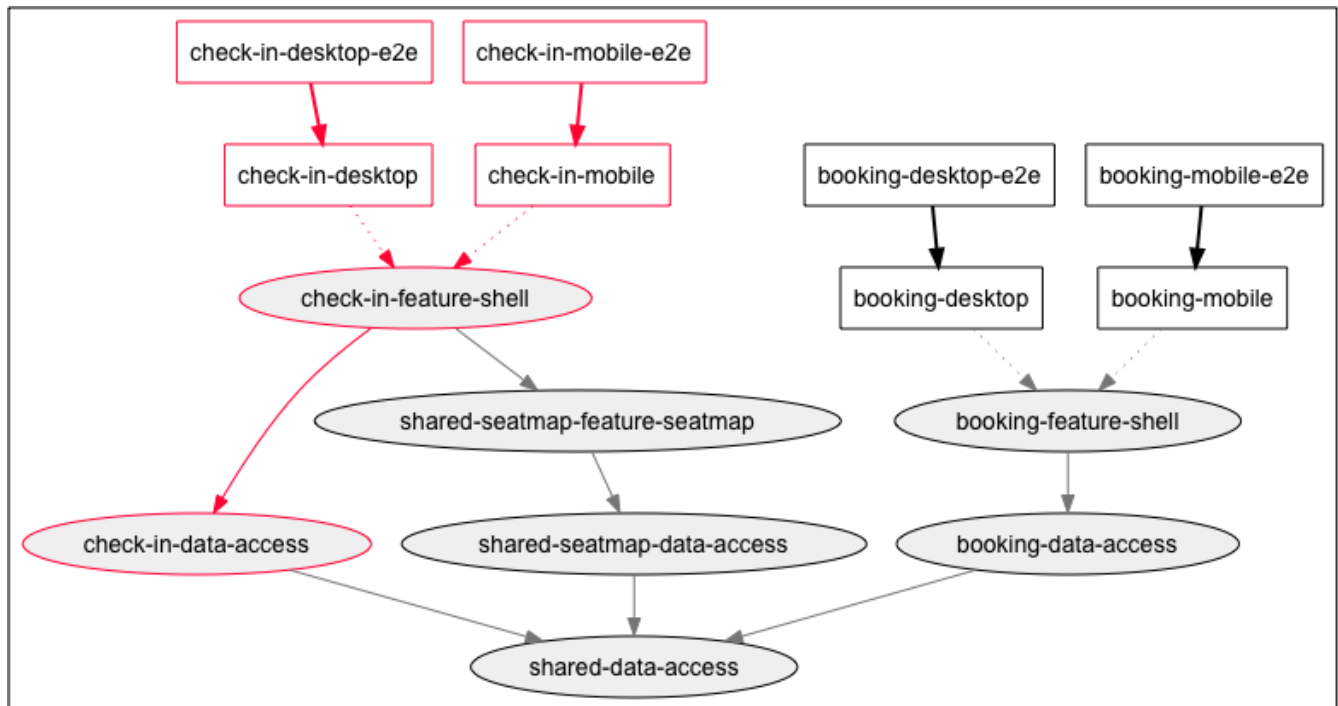 check-in-desktop-e2e
check-in-mobile-e2e
check-in-desktop
check-in-mobile
booking-desktop-e2e
booking-mobile-e2e
check-in-feature-shell
booking-desktop
booking-mobile
shared-seatmap-feature-seatmap
booking-feature-shell
check-in-data-access
shared-seatmap-data-access
booking-data-access
shared-data-access